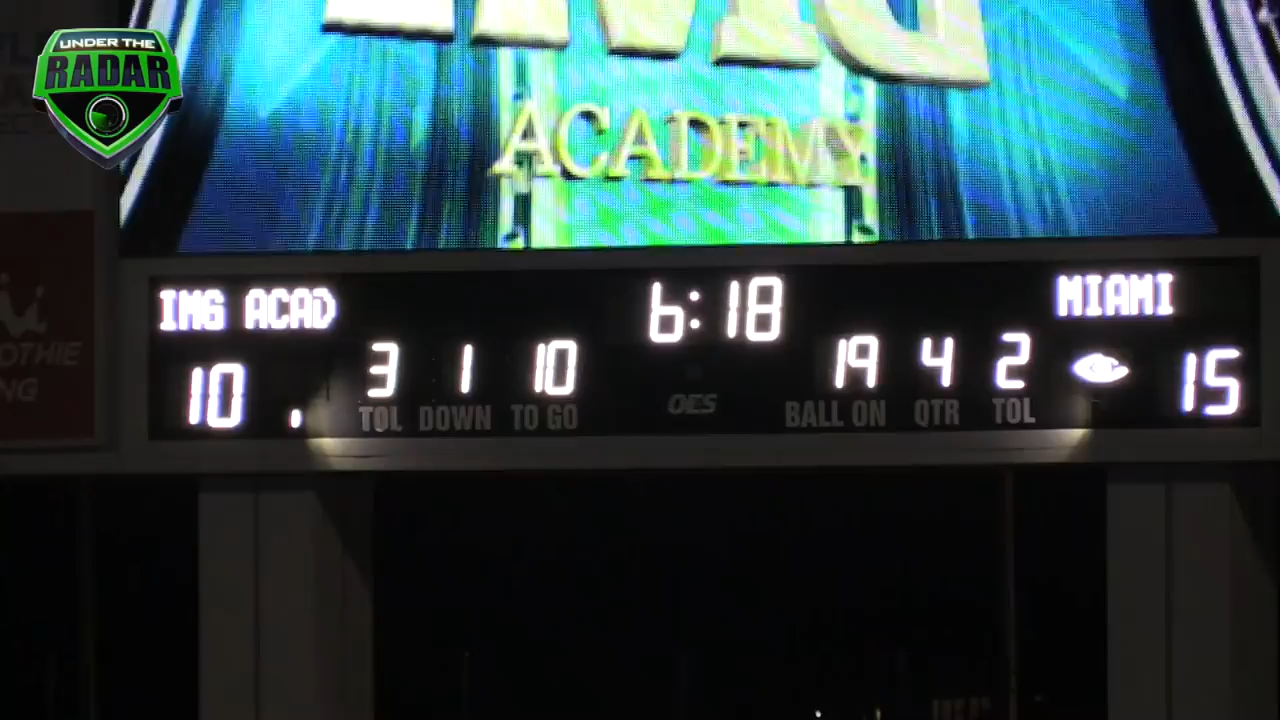 UNDER THE
RADAR
IMG
ACADEMY
IMG ACAD
6:18
MIAMI
10
3
1
10
19
4
2
15
TOL
DOWN
TO GO
OES
BALL ON
QTR
TOL